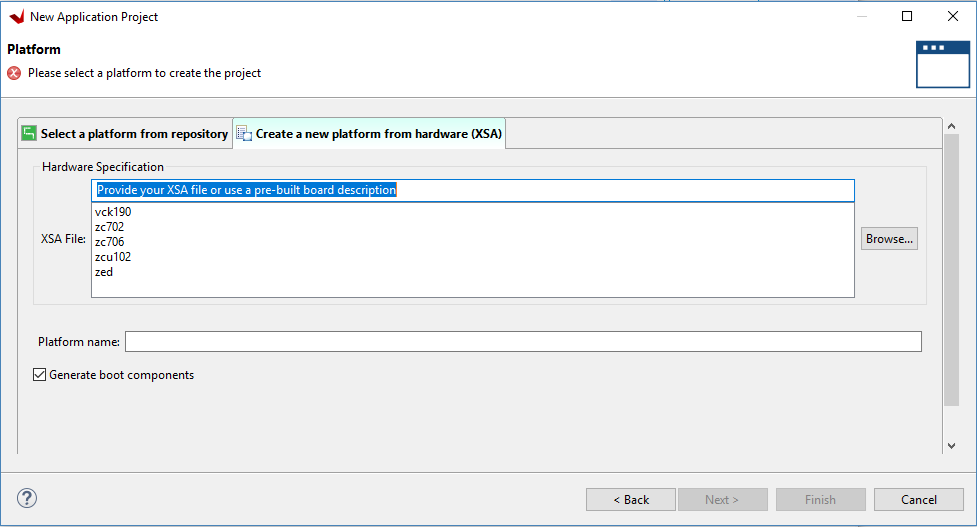 New Application Project
Platform
Please select a platform to create the project
Select a platform from repository
Create a new platform from hardware (XSA)
Hardware Specification
Provide your XSA file or use a pre-built board description
vck190
zc702
XSA File:
zc706
Browse...
zcu102
zed
Platform name:
Generate boot components
?
< Back
Next >
Finish
Cancel